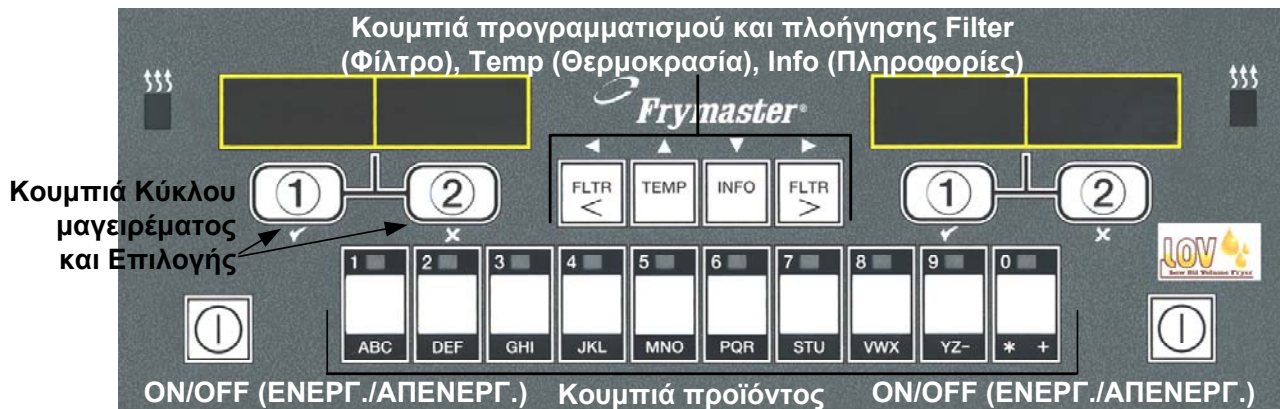 Κουμπιά προγραμματισμού και πλοήγησης Filter
(Φίλτρο), Temp (Θερμοκρασία), Info (Πληροφορίες)
Frymaster
Κουμπιά Κύκλου
μαγειρέματος
και Επιλογής
1 2
FLTR < TEMP INFO FLTR >
1 2
LOV
Low Oil Volume Fryer
1 2 3 4 5 6 7 8 9 0
ABC DEF GHI JKL MNO PQR STU VWX YZ- * +
ON/OFF (ΕΝΕΡΓ./ΑΠΕΝΕΡΓ.) Κουμπιά προϊόντος ON/OFF (ΕΝΕΡΓ./ΑΠΕΝΕΡΓ.)